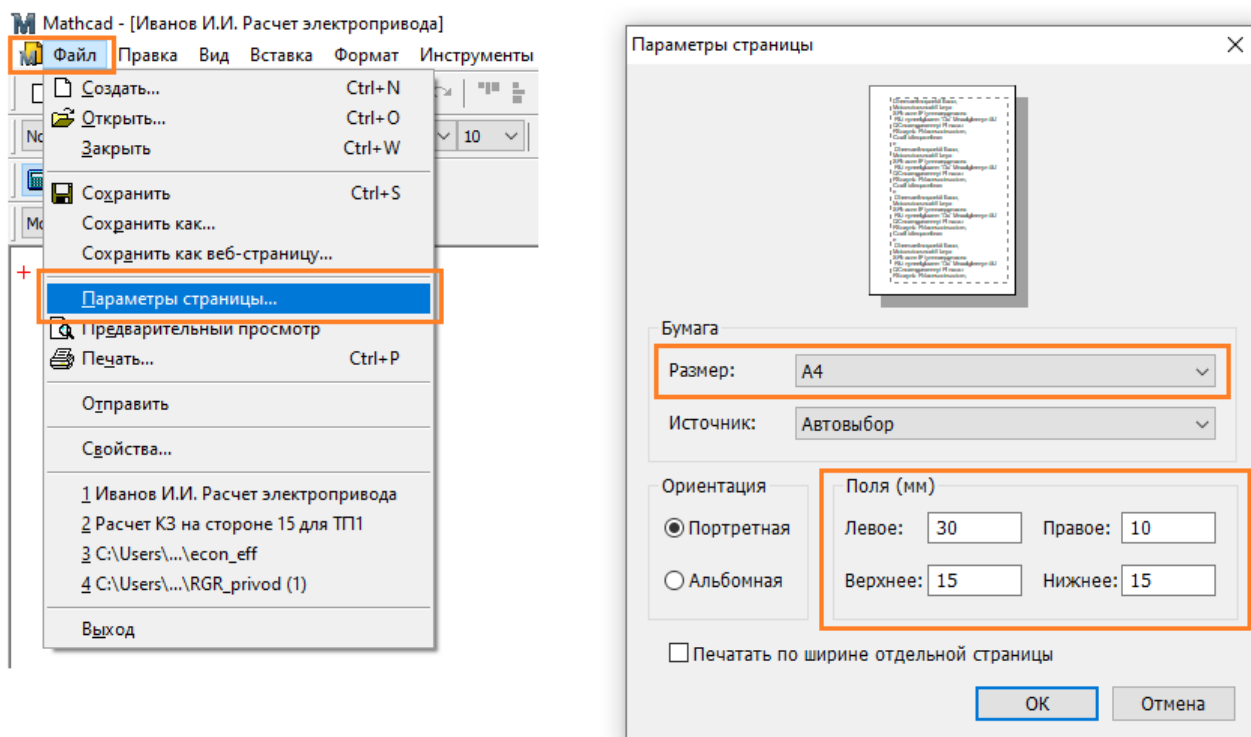 Mathcad - [Иванов И.И. Расчет электропривода]
Файл Правка Вид Вставка Формат Инструменты
Создать... Ctrl+N
Открыть... Ctrl+O
10
Закрыть Ctrl+W
Сохранить Ctrl+S
Сохранить как...
Сохранить как веб-страницу...
Параметры страницы...
Предварительный просмотр
Печать... Ctrl+P
Отправить
Свойства...
1 Иванов И.И. Расчет электропривода
2 Расчет КЗ на стороне 15 для ТП1
3 C:\Users\...\econ_eff
4 C:\Users\...\RGR_privod (1)
Выход
Параметры страницы
Бумага
Размер: A4
Источник: Автовыбор
Ориентация
Портретная
Альбомная
Поля (мм)
Левое: 30 Правое: 10
Верхнее: 15 Нижнее: 15
Печатать по ширине отдельной страницы
OK Отмена